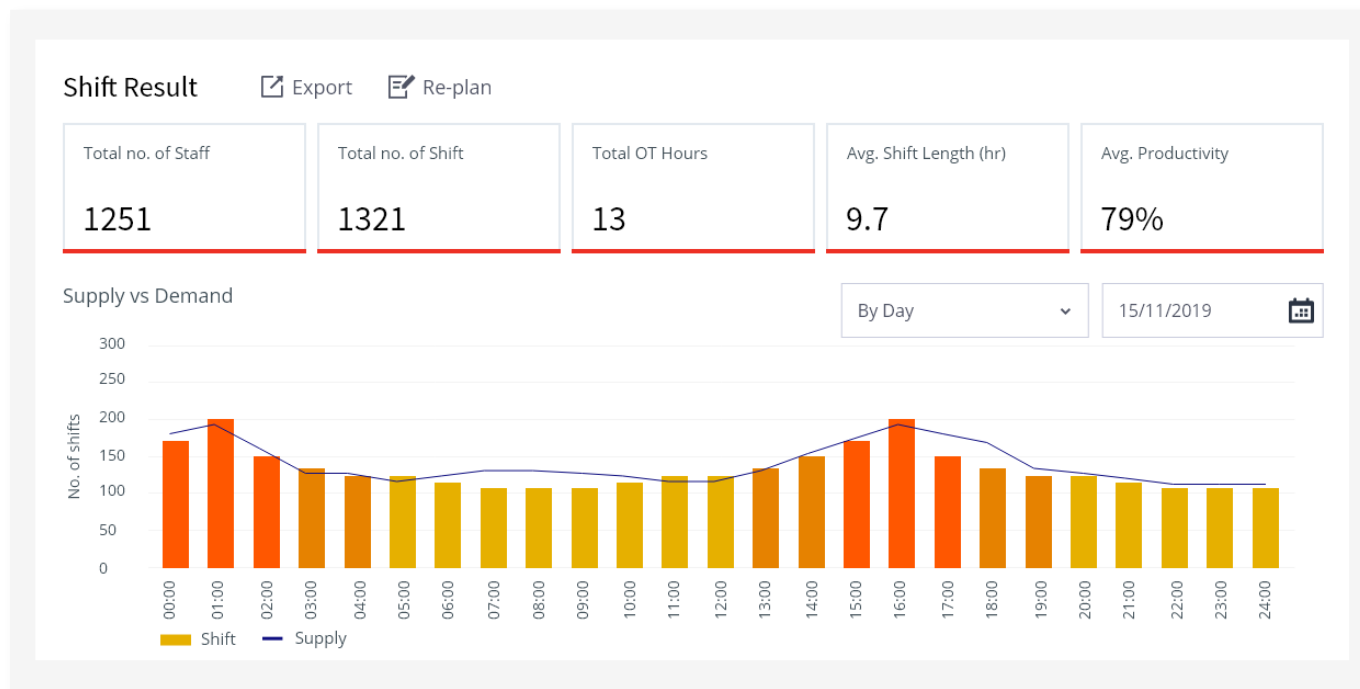 Shift Result Export Re-plan
Total no. of Staff Total no. of Shift Total OT Hours Avg. Shift Length (hr) Avg. Productivity
1251 1321 13 9.7 79%
Supply vs Demand By Day 15/11/2019
300
250
200
150
100
50
0
No. of shifts
00:00 01:00 02:00 03:00 04:00 05:00 06:00 07:00 08:00 09:00 10:00 11:00 12:00 13:00 14:00 15:00 16:00 17:00 18:00 19:00 20:00 21:00 22:00 23:00 24:00
Shift Supply